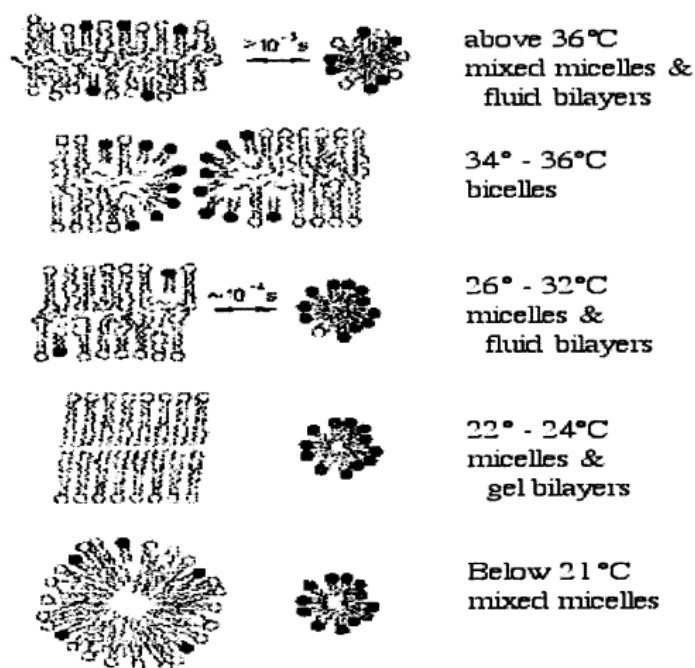 >10⁻³s
above 36°C
mixed micelles &
fluid bilayers
34° - 36°C
bicelles
~10⁻⁴s
26° - 32°C
micelles &
fluid bilayers
22° - 24°C
micelles &
gel bilayers
Below 21°C
mixed micelles